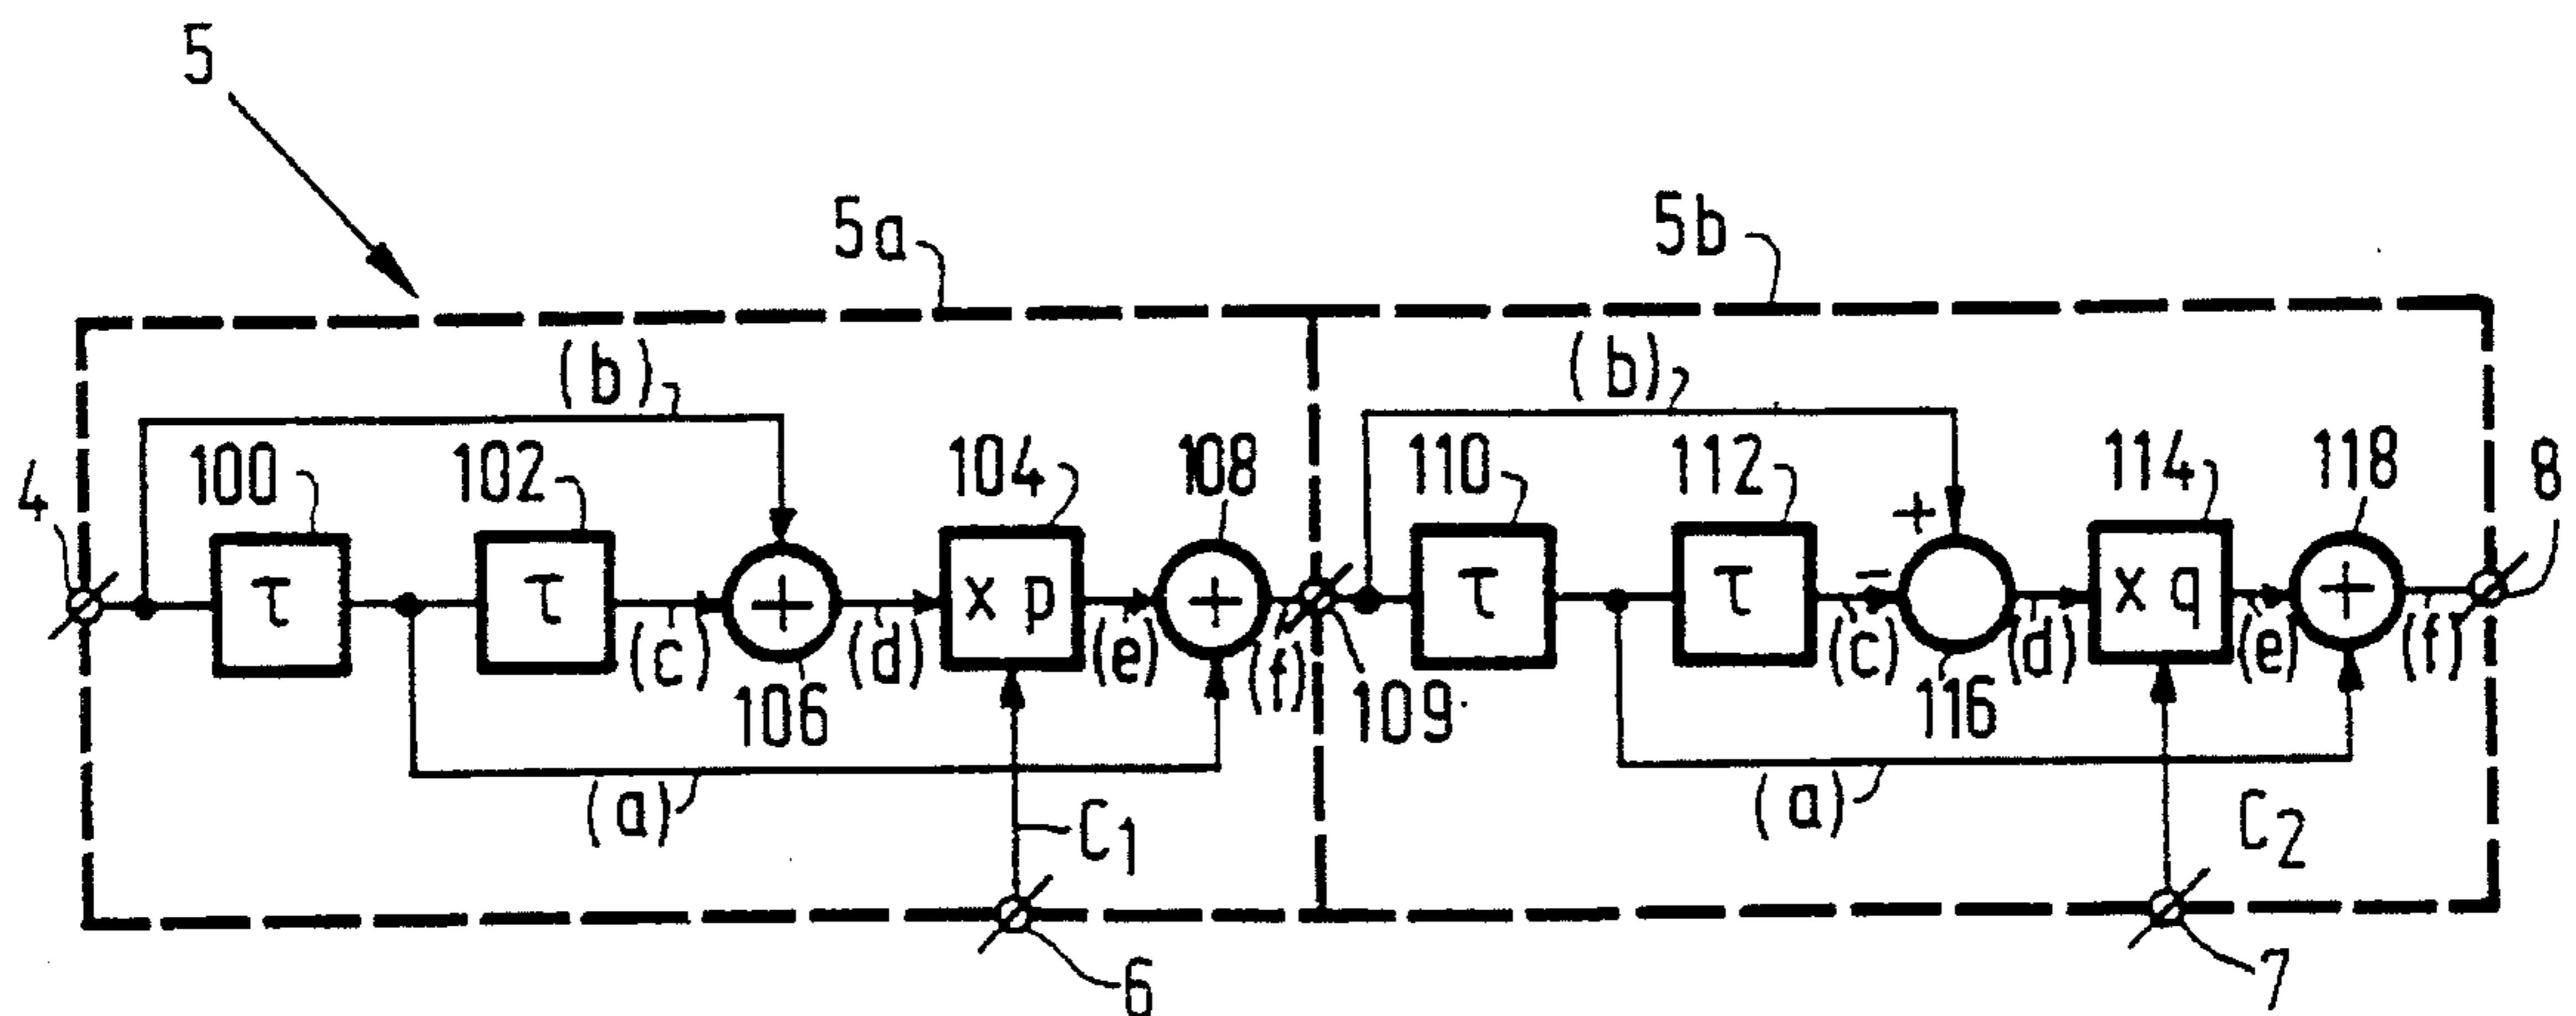 5
5a
5b
(b)
(b)
4
100
102
104
108
110
112
114
118
8
τ
τ
+
x p
+
τ
τ
+
−
x q
+
(c)
(d)
(e)
(f)
(c)
(d)
(e)
(f)
106
109
116
(a)
C1
(a)
C2
6
7